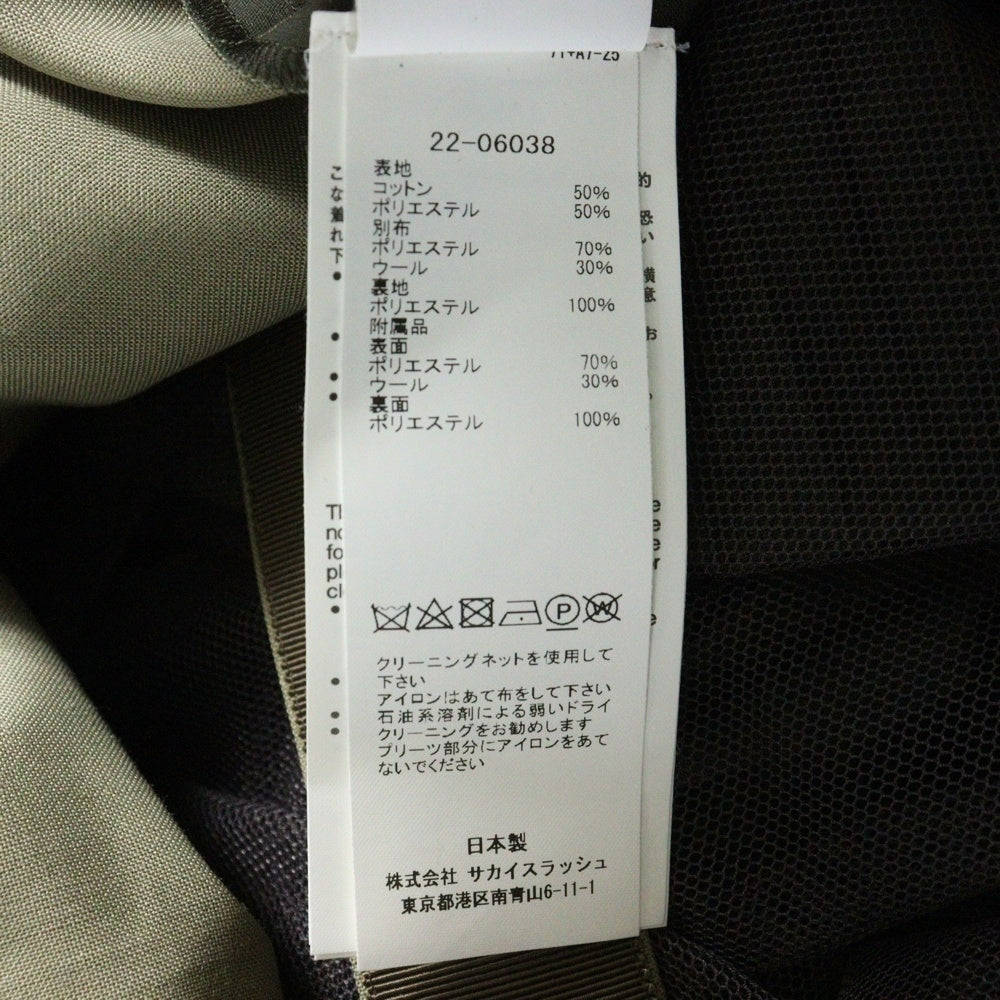 22-06038
表地
コットン 50%
ポリエステル 50%
別布
ポリエステル 70%
ウール 30%
裏地
ポリエステル 100%
附属品
表面
ポリエステル 70%
ウール 30%
裏面
ポリエステル 100%
P W
クリーニングネットを使用して
下さい
アイロンはあて布をして下さい
石油系溶剤による弱いドライ
クリーニングをお勧めします
プリーツ部分にアイロンをあて
ないでください
日本製
株式会社 サカイスラッシュ
東京都港区南青山6-11-1